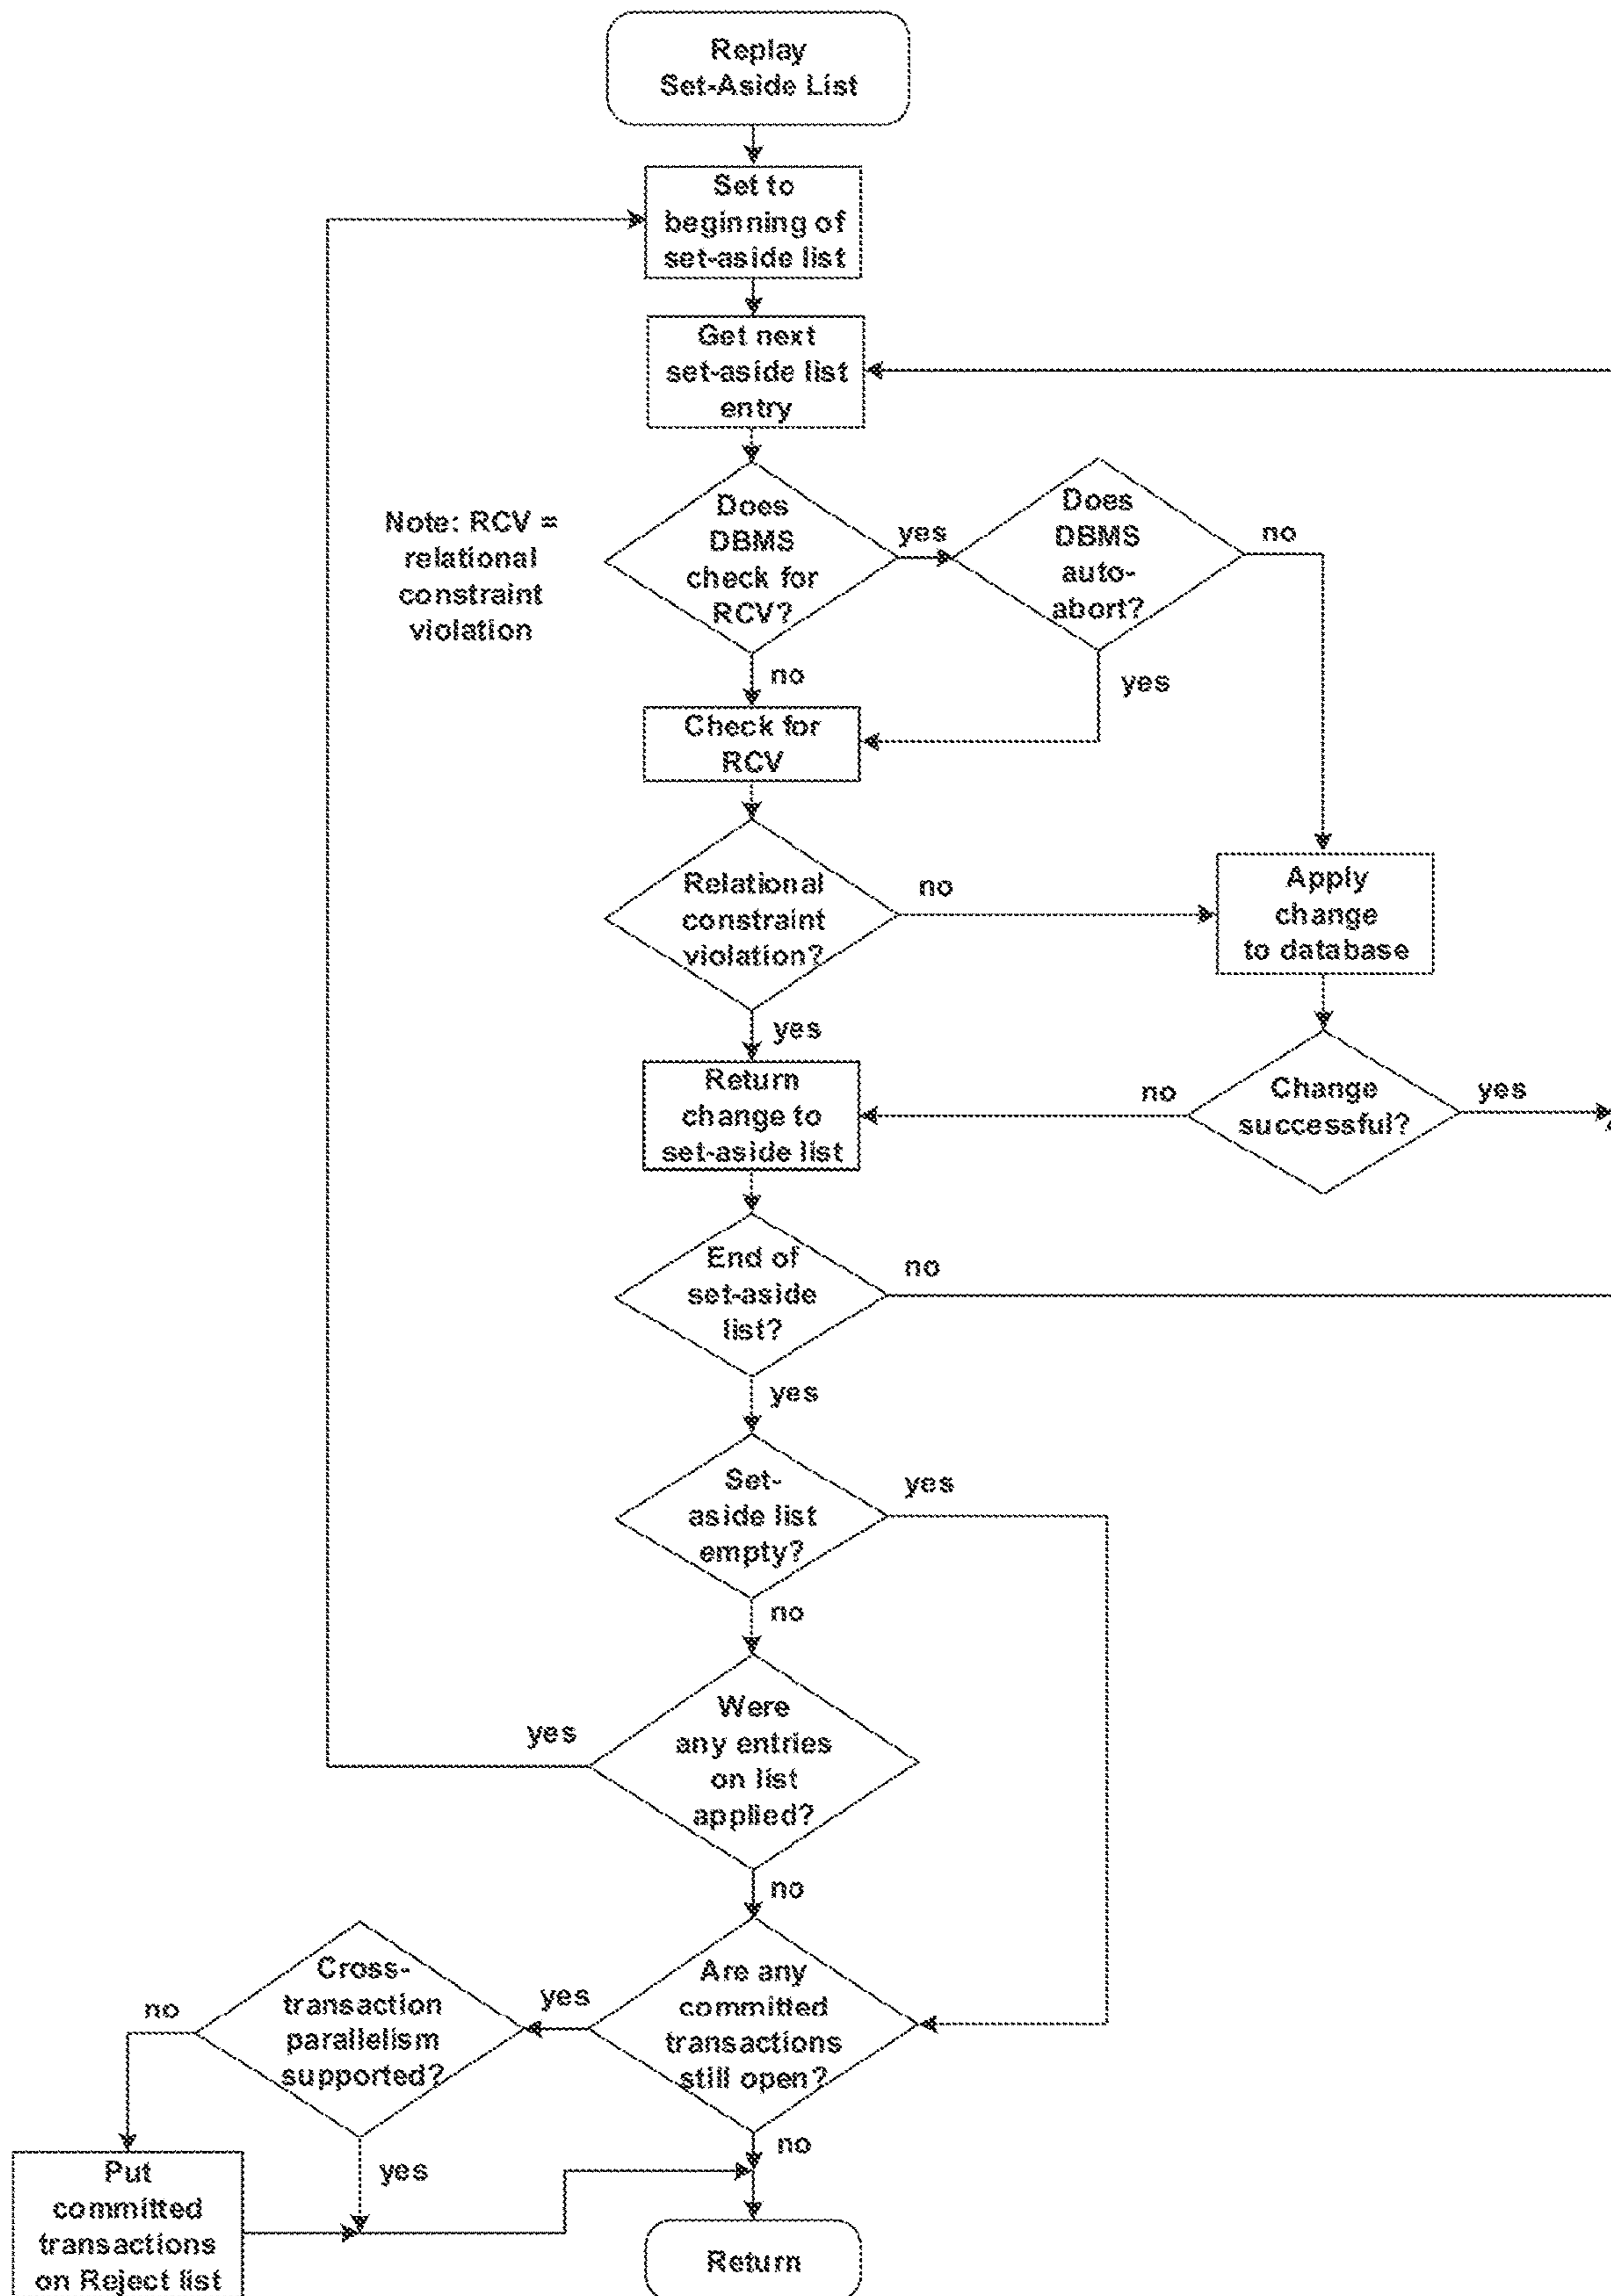 Replay
Set-Aside List
Set to
beginning of
set-aside list
Get next
set-aside list
entry
Note: RCV =
relational
constraint
violation
Does
DBMS
check for
RCV?
yes
Does
DBMS
auto-
abort?
no
no
yes
Check for
RCV
Relational
constraint
violation?
no
Apply
change
to database
yes
Return
change to
set-aside list
no
Change
successful?
yes
End of
set-aside
list?
no
yes
Set-
aside list
empty?
yes
no
Were
any entries
on list
applied?
yes
no
Are any
committed
transactions
still open?
yes
Cross-
transaction
parallelism
supported?
no
yes
no
Put
committed
transactions
on Reject list
Return